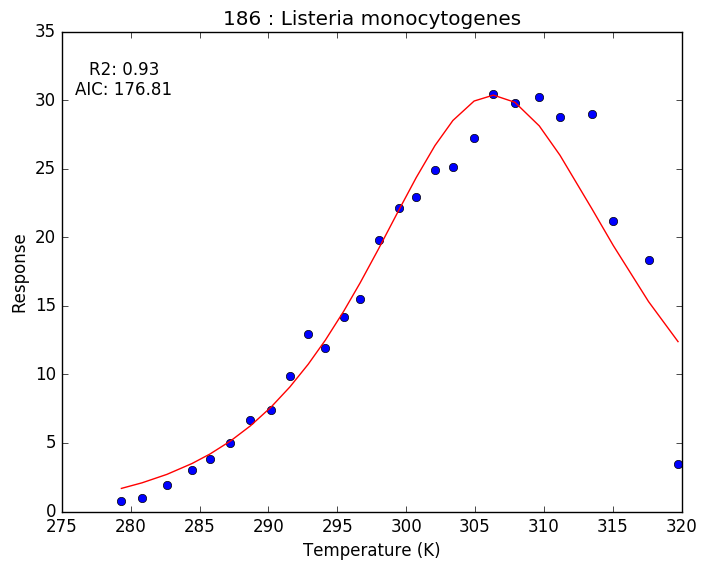 186 : Listeria monocytogenes
R2: 0.93
AIC: 176.81
35
30
25
20
15
10
5
0
Response
275 280 285 290 295 300 305 310 315 320
Temperature (K)